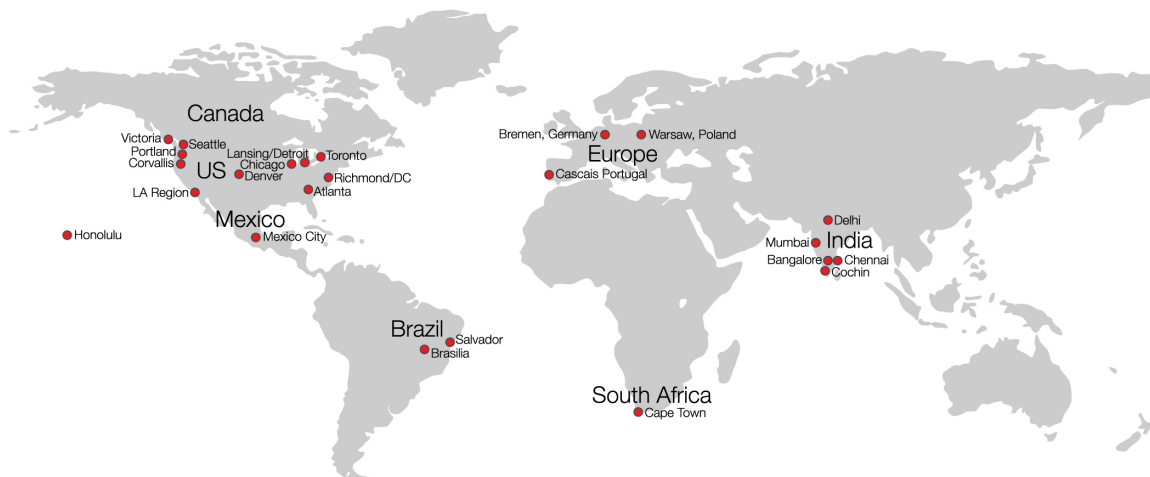 Canada
Victoria
Seattle
Portland
Lansing/Detroit
Toronto
Corvallis
Chicago
US
Denver
Richmond/DC
LA Region
Atlanta
Mexico
Honolulu
Mexico City
Bremen, Germany
Warsaw, Poland
Europe
Cascais Portugal
Delhi
Mumbai
India
Bangalore
Chennai
Cochin
Brazil
Salvador
Brasilia
South Africa
Cape Town